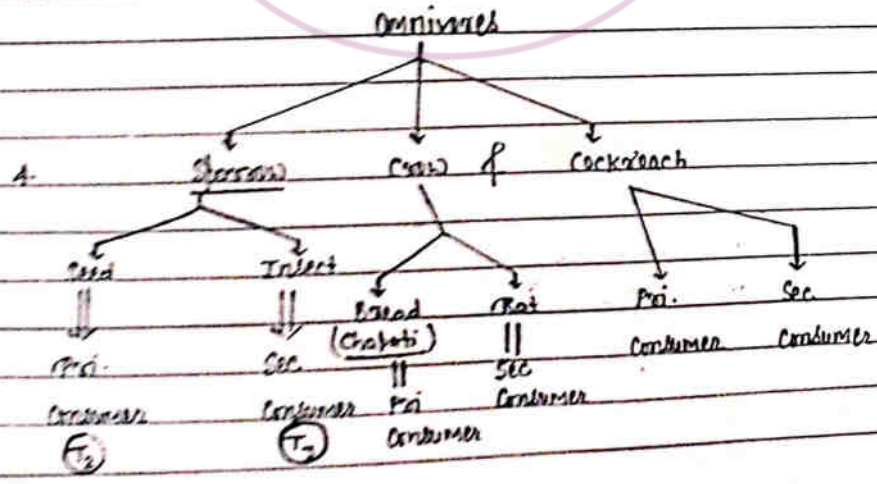 Omnivores
4. Sparrow Crow & Cockroach
Seed Insect
Bread Rat Pri. Sec.
(Chapati) Consumer Consumer
Pri. Sec. Sec
Consumer Consumer Pri Consumer
T2 Consumer